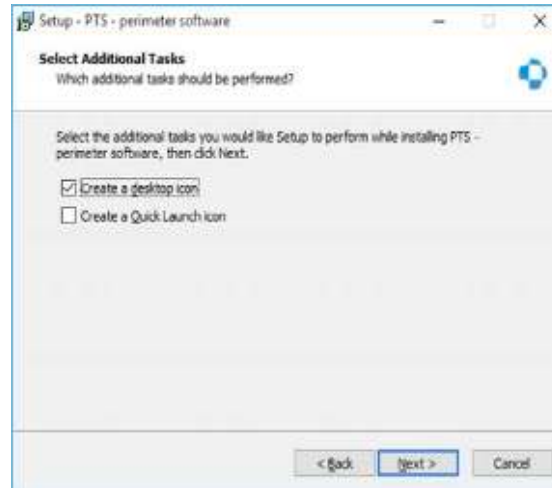 Setup - PTS - perimeter software
Select Additional Tasks
Which additional tasks should be performed?
Select the additional tasks you would like Setup to perform while installing PTS -
perimeter software, then click Next.
Create a desktop icon
Create a Quick Launch icon
< Back
Next >
Cancel